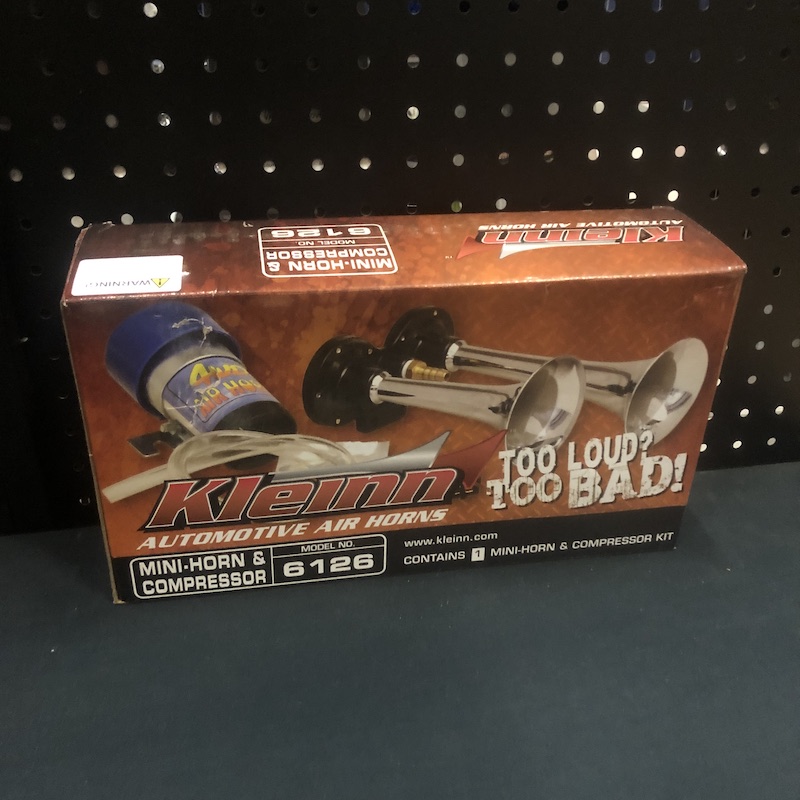 Kleinn
AUTOMOTIVE AIR HORNS
MINI-HORN &
COMPRESSOR
MODEL NO.
6126
WARNING
Kleinn
AUTOMOTIVE AIR HORNS
TOO LOUD?
TOO BAD!
MINI-HORN &
COMPRESSOR
MODEL NO.
6126
www.kleinn.com
CONTAINS 1 MINI-HORN & COMPRESSOR KIT